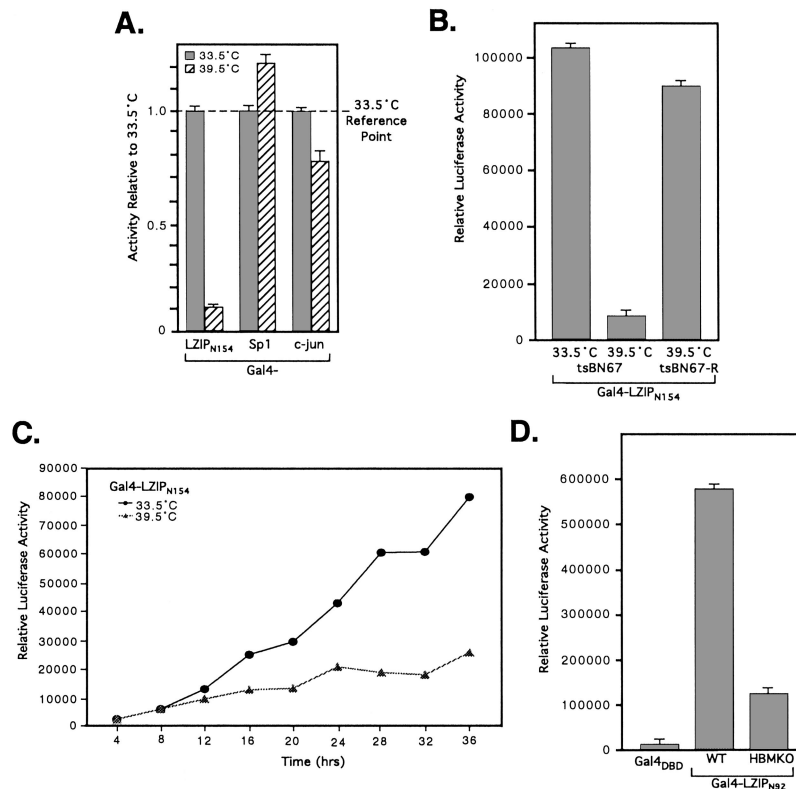 A.
33.5°C
39.5°C
Activity Relative to 33.5°C
1.0
0.5
0
33.5°C
Reference
Point
LZIPN154 Sp1 c-jun
Gal4-
B.
Relative Luciferase Activity
100000
80000
60000
40000
20000
0
33.5°C 39.5°C 39.5°C
tsBN67 tsBN67-R
Gal4-LZIPN154
C.
Relative Luciferase Activity
90000
80000
70000
60000
50000
40000
30000
20000
10000
0
Gal4-LZIPN154
33.5°C
39.5°C
4 8 12 16 20 24 28 32 36
Time (hrs)
D.
Relative Luciferase Activity
600000
500000
400000
300000
200000
100000
0
Gal4DBD WT HBMKO
Gal4-LZIPN92